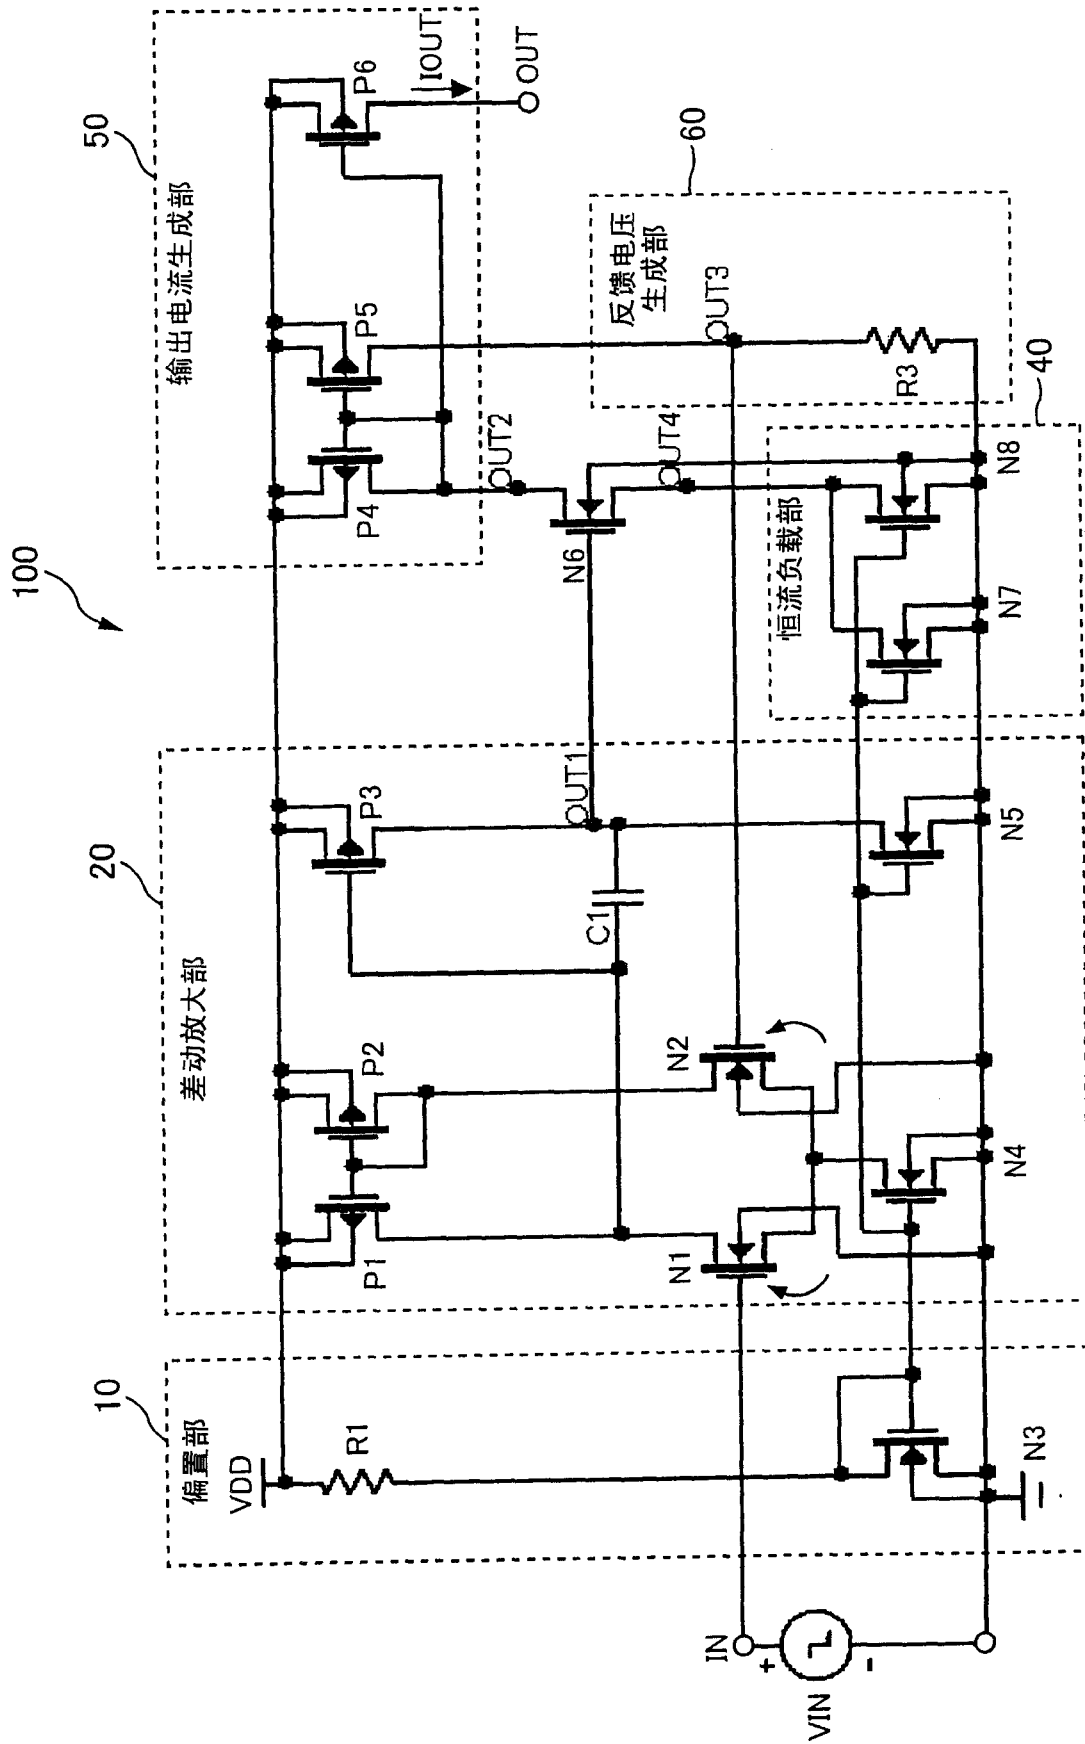 100
10
偏置部
VDD
R1
N3
IN
+
VIN
-
20
差动放大部
P1
P2
P3
C1
OUT1
N1
N2
N4
N5
50
输出电流生成部
P4
P5
P6
IOUT
OUT
OUT2
N6
OUT4
60
反馈电压
生成部
OUT3
R3
40
恒流负载部
N7
N8